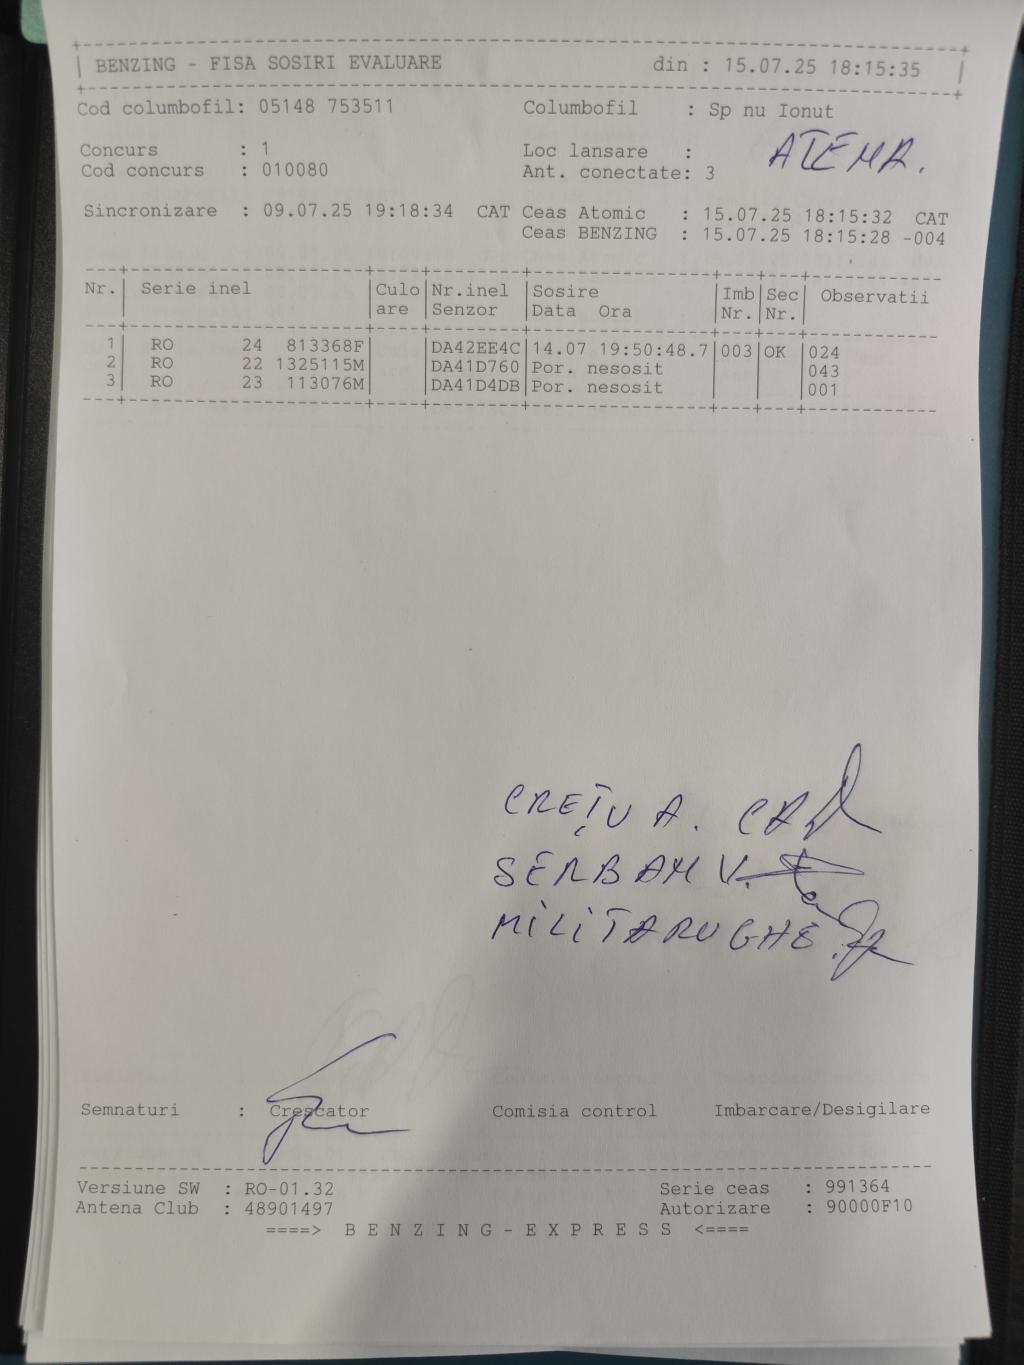 BENZING - FISA SOSIRI EVALUARE din : 15.07.25 18:15:35
Cod columbofil: 05148 753511 Columbofil : Sp nu Ionut
Concurs : 1 Loc lansare : ATENA.
Cod concurs : 010080 Ant. conectate: 3
Sincronizare : 09.07.25 19:18:34 CAT Ceas Atomic : 15.07.25 18:15:32 CAT
Ceas BENZING : 15.07.25 18:15:28 -004
Nr. Serie inel Culo Nr.inel Sosire Imb Sec Observatii
are Senzor Data Ora Nr. Nr.
1 RO 24 813368F DA42EE4C 14.07 19:50:48.7 003 OK 024
2 RO 22 1325115M DA41D760 Por. nesosit 043
3 RO 23 113076M DA41D4DB Por. nesosit 001
CREȚU A.
SERBAN V.
MILITARU GHE.
Semnaturi : Crescator Comisia control Imbarcare/Desigilare
Versiune SW : RO-01.32 Serie ceas : 991364
Antena Club : 48901497 Autorizare : 90000F10
====> B E N Z I N G - E X P R E S S <====